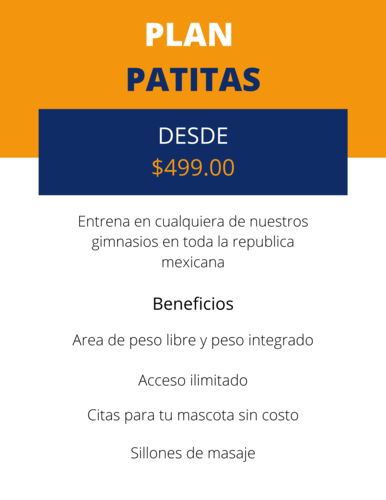 PLAN
PATITAS
DESDE
$499.00
Entrena en cualquiera de nuestros
gimnasios en toda la republica
mexicana
Beneficios
Area de peso libre y peso integrado
Acceso ilimitado
Citas para tu mascota sin costo
Sillones de masaje